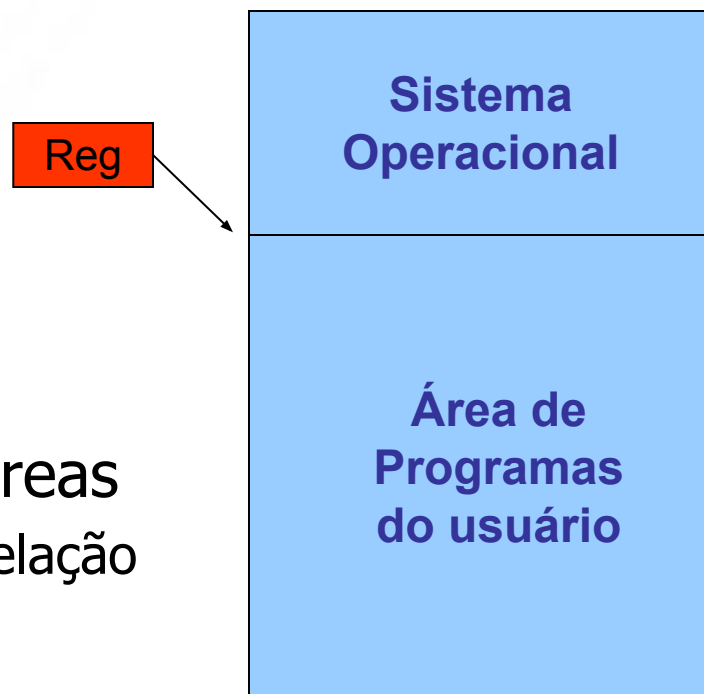 Sistema
Operacional
Reg
Área de
Programas
do usuário
reas
elação